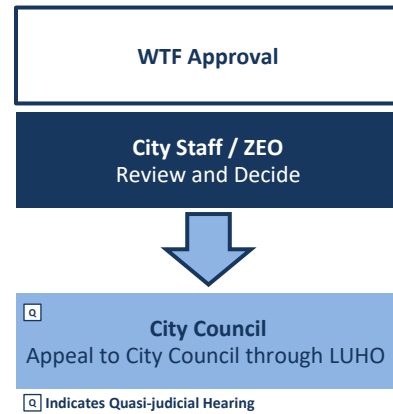 WTF Approval
City Staff / ZEO
Review and Decide
Q
City Council
Appeal to City Council through LUHO
Q Indicates Quasi-judicial Hearing